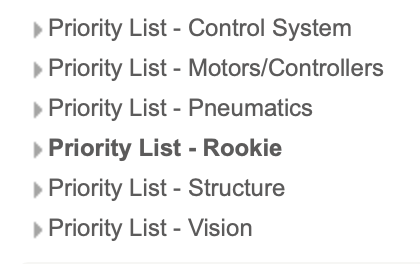 Priority List - Control System
Priority List - Motors/Controllers
Priority List - Pneumatics
Priority List - Rookie
Priority List - Structure
Priority List - Vision